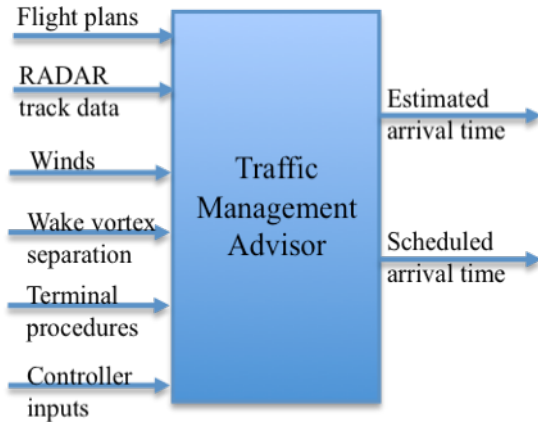 Flight plans
RADAR
track data
Winds
Wake vortex
separation
Terminal
procedures
Controller
inputs
Traffic
Management
Advisor
Estimated
arrival time
Scheduled
arrival time